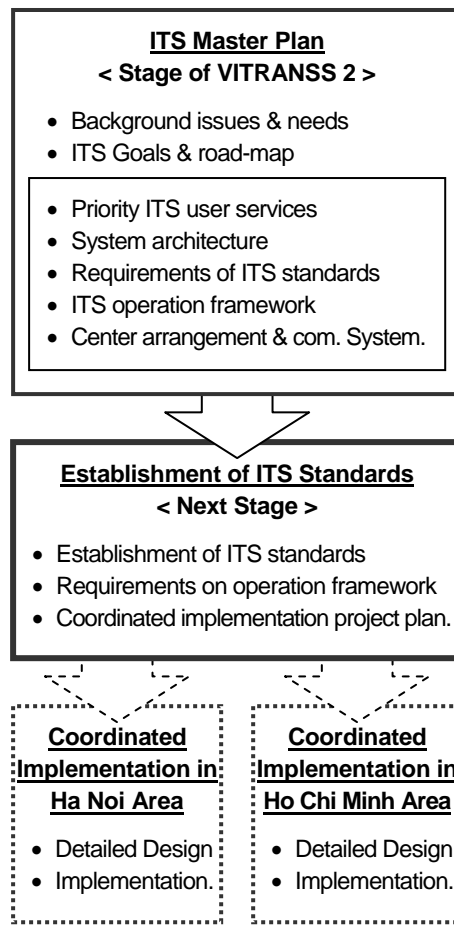 ITS Master Plan
< Stage of VITRANSS 2 >
• Background issues & needs
• ITS Goals & road-map
• Priority ITS user services
• System architecture
• Requirements of ITS standards
• ITS operation framework
• Center arrangement & com. System.
Establishment of ITS Standards
< Next Stage >
• Establishment of ITS standards
• Requirements on operation framework
• Coordinated implementation project plan.
Coordinated
Implementation in
Ha Noi Area
• Detailed Design
• Implementation.
Coordinated
Implementation in
Ho Chi Minh Area
• Detailed Design
• Implementation.